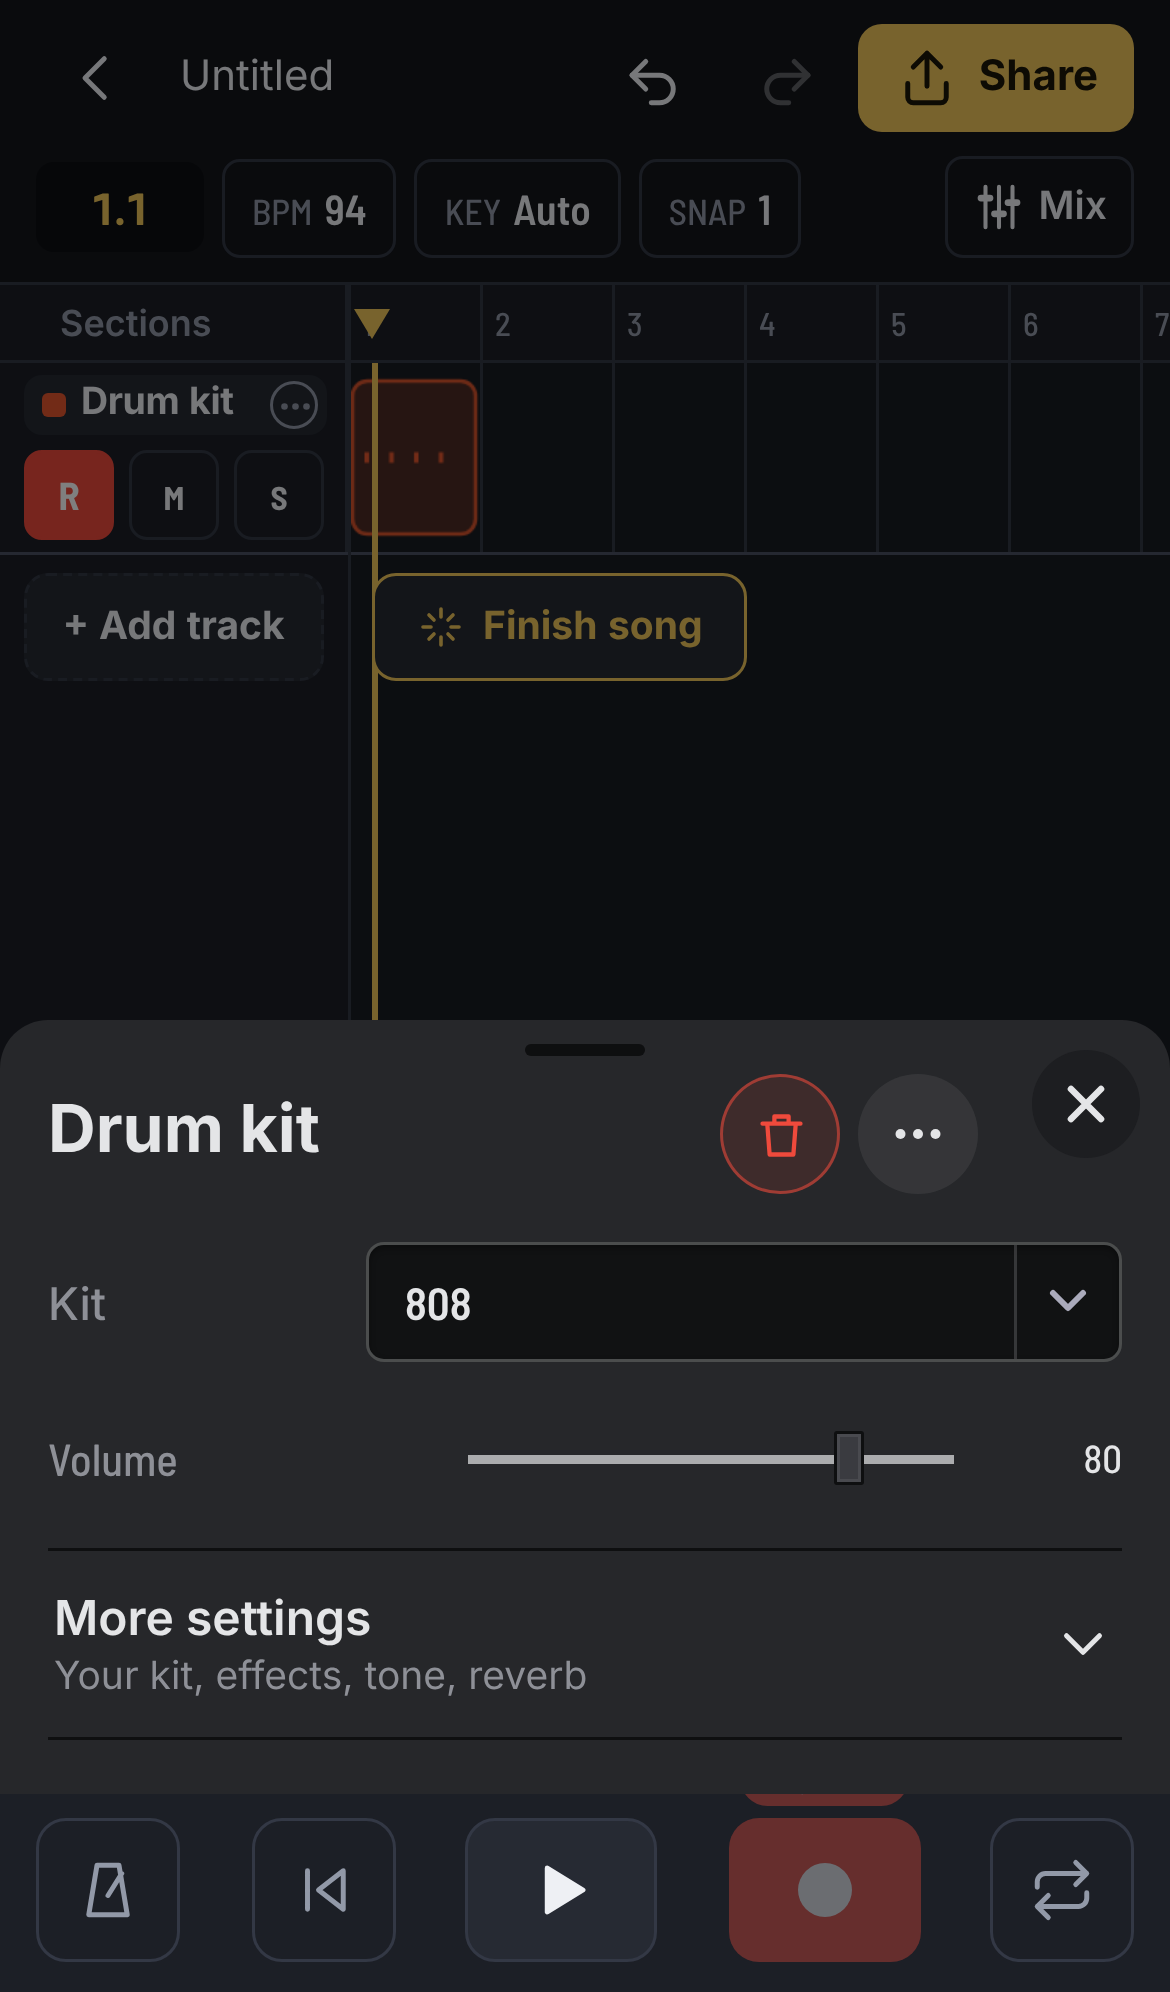 Untitled
Share
1.1
BPM 94
KEY Auto
SNAP 1
Mix
Sections
2
3
4
5
6
7
Drum kit
R
M
S
+ Add track
Finish song
Drum kit
Kit
808
Volume
80
More settings
Your kit, effects, tone, reverb